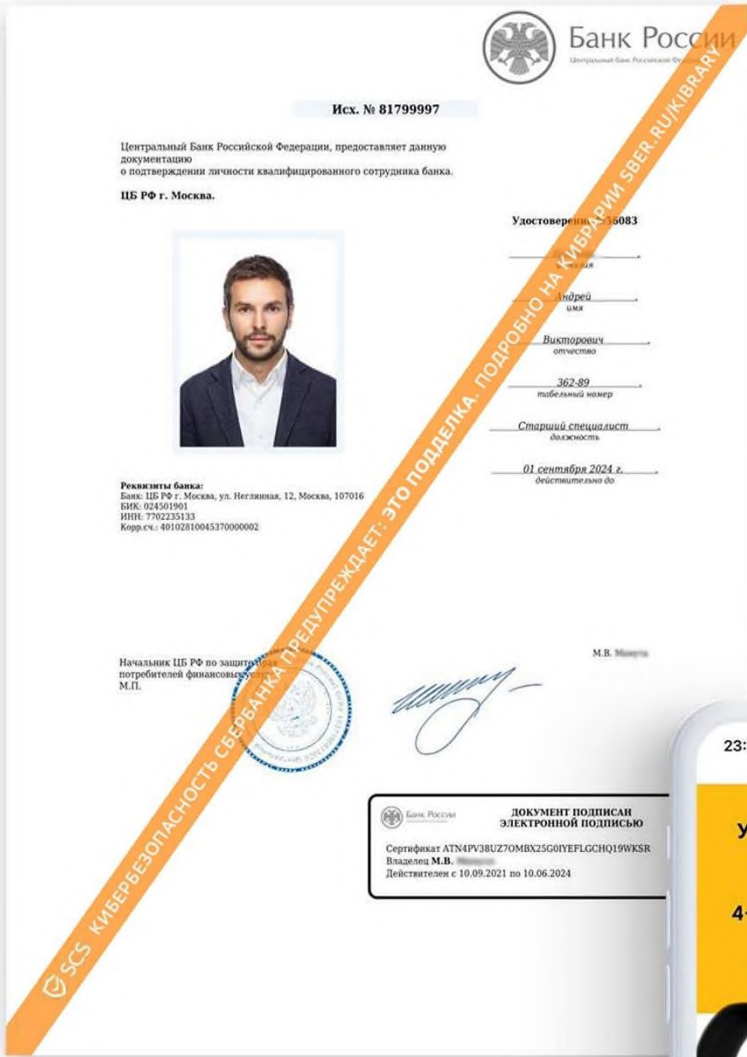 Банк России
Центральный банк Российской
Исх. № 81799997
Центральный Банк Российской Федерации, предоставляет данную
документацию
о подтверждении личности квалифицированного сотрудника банка.
ЦБ РФ г. Москва.
56083
Андрей
имя
Викторович
отчество
362-89
табельный номер
Старший специалист
должность
01 сентября 2024 г.
действительно до
Реквизиты банка:
Банк: ЦБ РФ г. Москва, ул. Неглинная, 12, Москва, 107016
БИК: 024501901
ИНН: 7702235133
Корр.сч.: 40102810045370000002
Начальник ЦБ РФ по защите прав
потребителей финансовых
М.П.
М.В.
Банк России
ДОКУМЕНТ ПОДПИСАН
ЭЛЕКТРОННОЙ ПОДПИСЬЮ
Сертификат ATN4PV38UZ7OMBX25G0IYEFLGCHQ19WKSR
Владелец М.В.
Действителен с 10.09.2021 по 10.06.2024
SCS КИБЕРБЕЗОПАСНОСТЬ СБЕРБАНКА ПРЕДУПРЕЖДАЕТ: ЭТО ПОДДЕЛКА. ПОДРОБНО НА КИБРАРИИ SBER.RU/KIBRARY
23:
У
4-